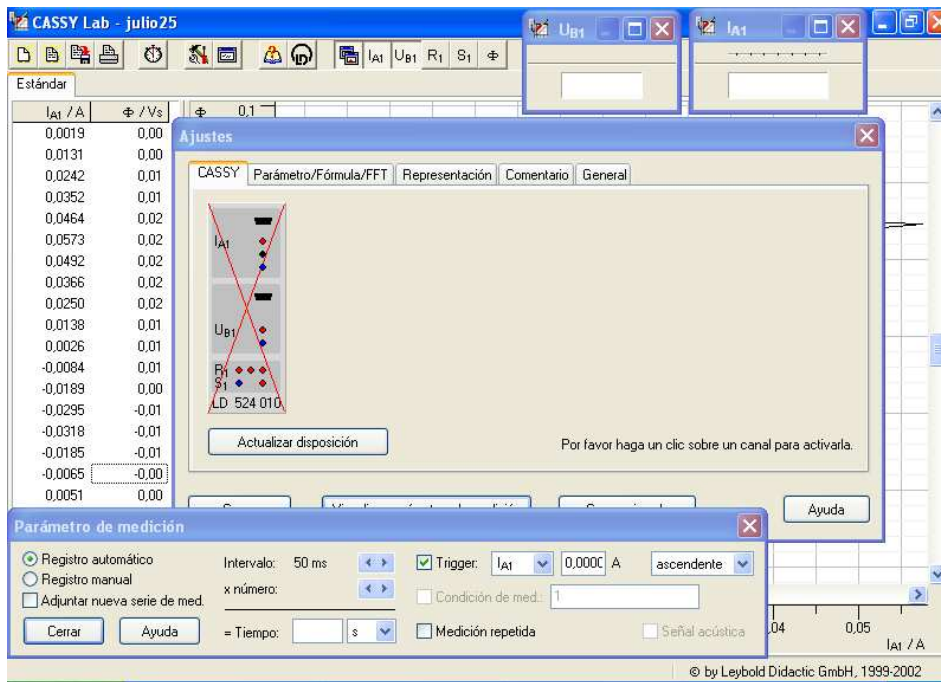 CASSY Lab - julio25
UB1
IA1
IA1 UB1 R1 S1 Φ
Estándar
IA1 / A Φ / Vs
Φ 0,1
0,0019 0,00
0,0131 0,00
0,0242 0,01
0,0352 0,01
0,0464 0,02
0,0573 0,02
0,0492 0,02
0,0366 0,02
0,0250 0,02
0,0138 0,01
0,0026 0,01
-0,0084 0,01
-0,0189 0,00
-0,0295 -0,01
-0,0318 -0,01
-0,0185 -0,01
-0,0065 -0,00
0,0051 0,00
Ajustes
CASSY Parámetro/Fórmula/FFT Representación Comentario General
IA1
UB1
R1
S1
LD 524 010
Actualizar disposición
Por favor haga un clic sobre un canal para activarla.
Ayuda
Parámetro de medición
Registro automático
Registro manual
Adjuntar nueva serie de med.
Cerrar Ayuda
Intervalo: 50 ms
x número:
= Tiempo: s
Trigger: IA1 0,000 A ascendente
Condición de med.: 1
Medición repetida Señal acústica
,04 0,05
IA1 / A
© by Leybold Didactic GmbH, 1999-2002